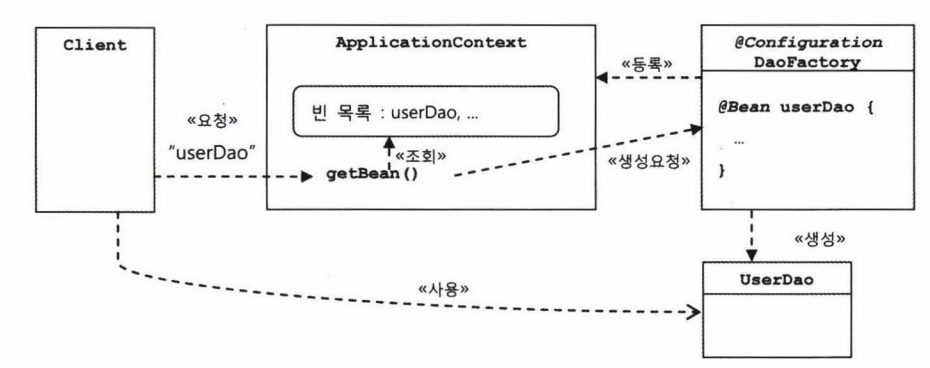 Client
ApplicationContext
@Configuration
DaoFactory
«등록»
빈 목록 : userDao, ...
@Bean userDao {
...
}
«요청»
"userDao"
«조회»
getBean()
«생성요청»
«생성»
UserDao
«사용»